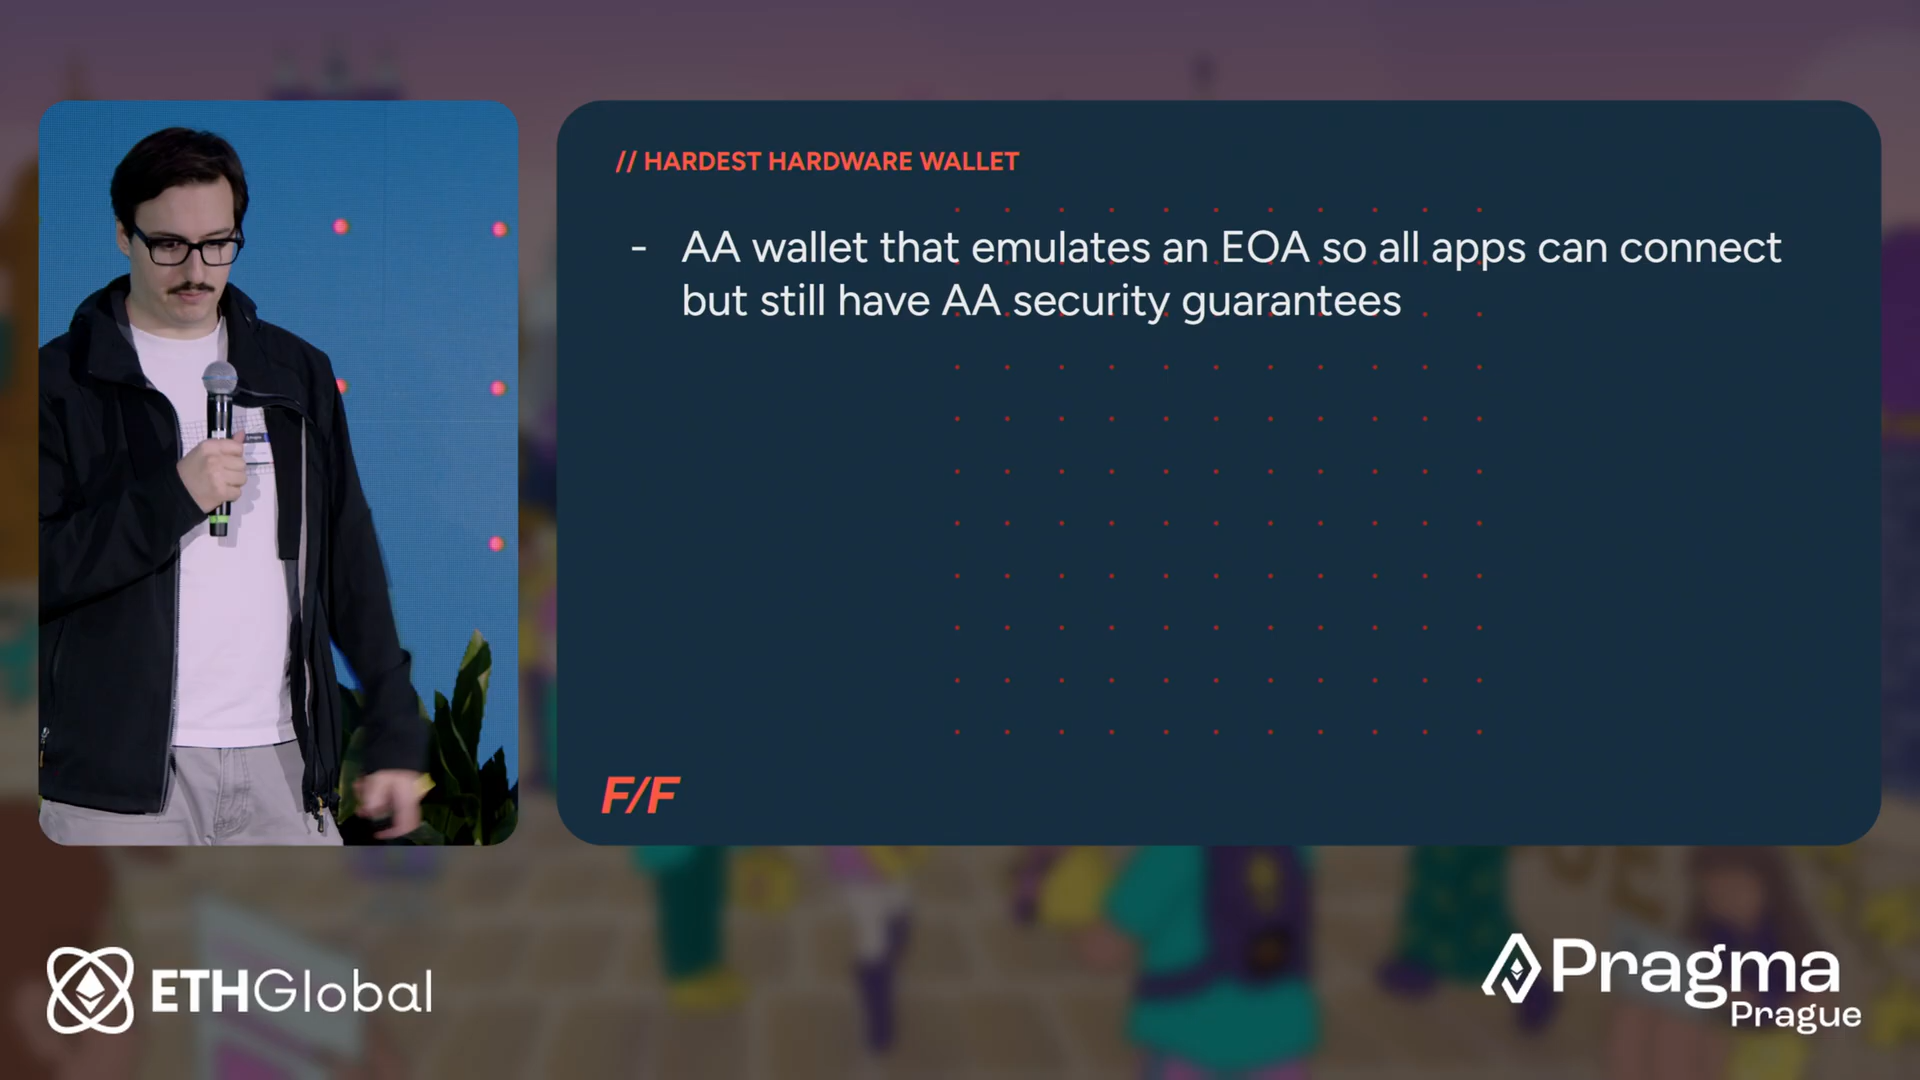 // HARDEST HARDWARE WALLET
- AA wallet that emulates an EOA so all apps can connect
but still have AA security guarantees
F/F
ETHGlobal
Pragma
Prague